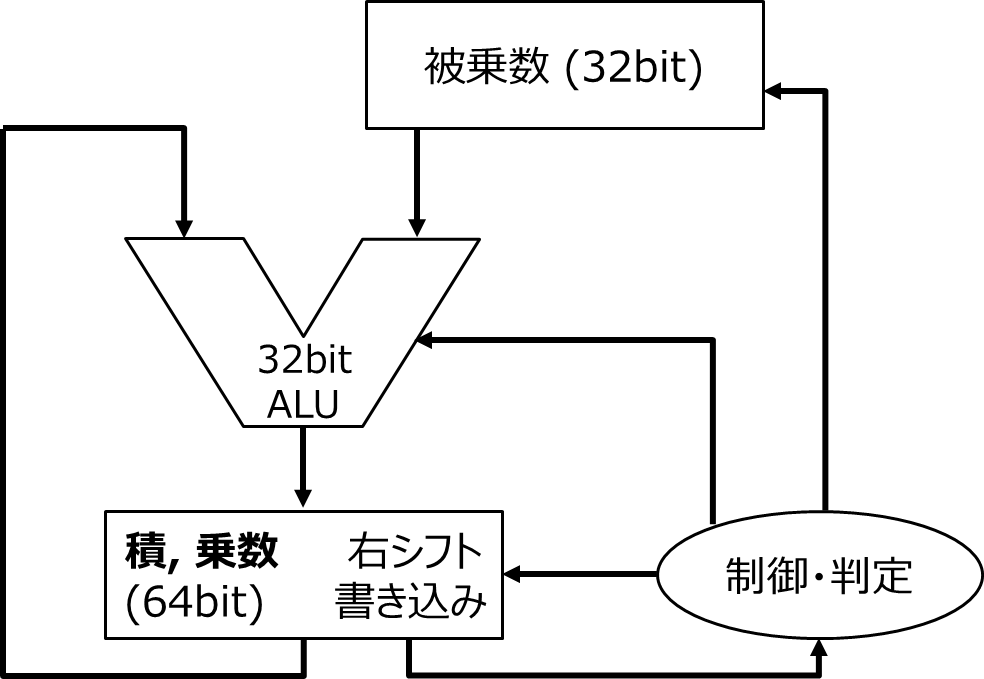 被乗数 (32bit)
32bit
ALU
積, 乗数
(64bit)
右シフト
書き込み
制御・判定